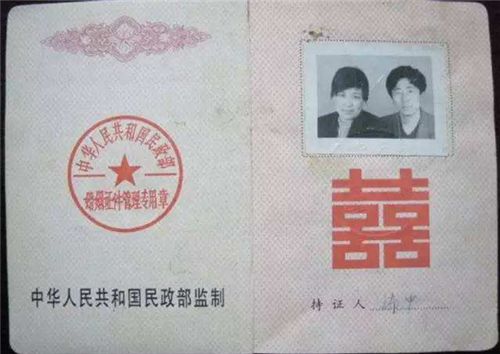 中华人民共和国民政部
婚姻证件管理专用章
中华人民共和国民政部监制
囍
持证人